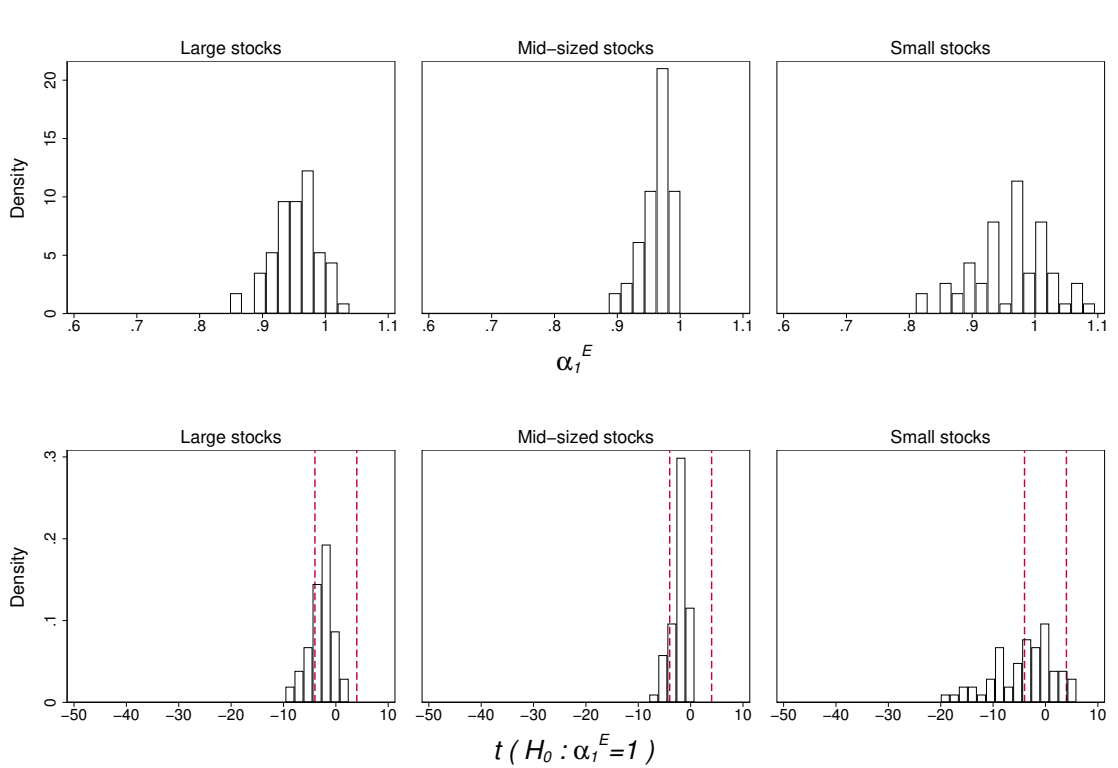 Large stocks
Mid−sized stocks
Small stocks
Density
0 5 10 15 20
.6 .7 .8 .9 1 1.1
.6 .7 .8 .9 1 1.1
.6 .7 .8 .9 1 1.1
α₁ᴱ
Large stocks
Mid−sized stocks
Small stocks
Density
0 .1 .2 .3
−50 −40 −30 −20 −10 0 10
−50 −40 −30 −20 −10 0 10
−50 −40 −30 −20 −10 0 10
t ( H₀ : α₁ᴱ=1 )